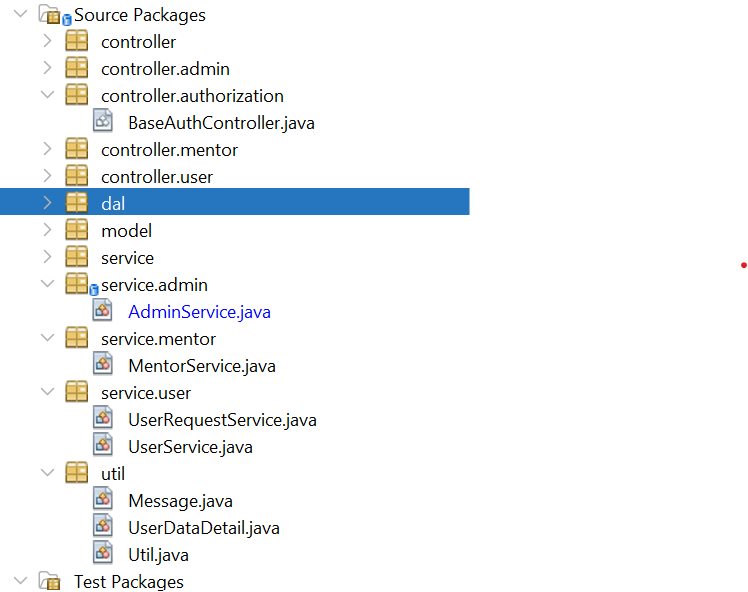 Source Packages
controller
controller.admin
controller.authorization
BaseAuthController.java
controller.mentor
controller.user
dal
model
service
service.admin
AdminService.java
service.mentor
MentorService.java
service.user
UserRequestService.java
UserService.java
util
Message.java
UserDataDetail.java
Util.java
Test Packages